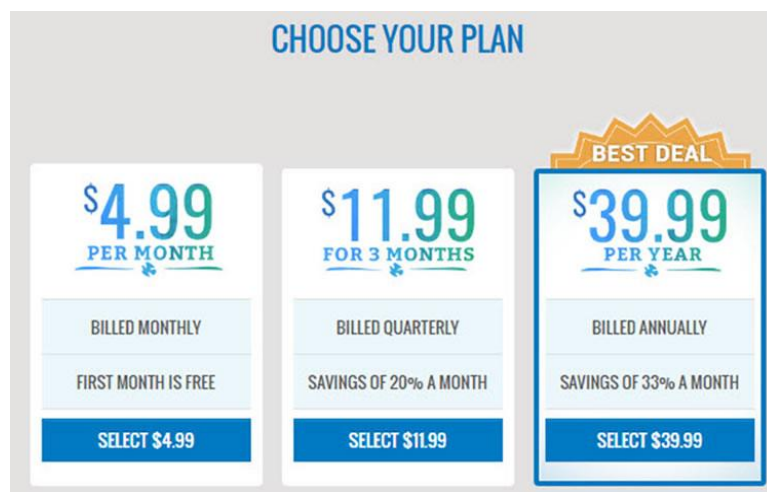 CHOOSE YOUR PLAN
$4.99
PER MONTH
BILLED MONTHLY
FIRST MONTH IS FREE
SELECT $4.99
$11.99
FOR 3 MONTHS
BILLED QUARTERLY
SAVINGS OF 20% A MONTH
SELECT $11.99
BEST DEAL
$39.99
PER YEAR
BILLED ANNUALLY
SAVINGS OF 33% A MONTH
SELECT $39.99